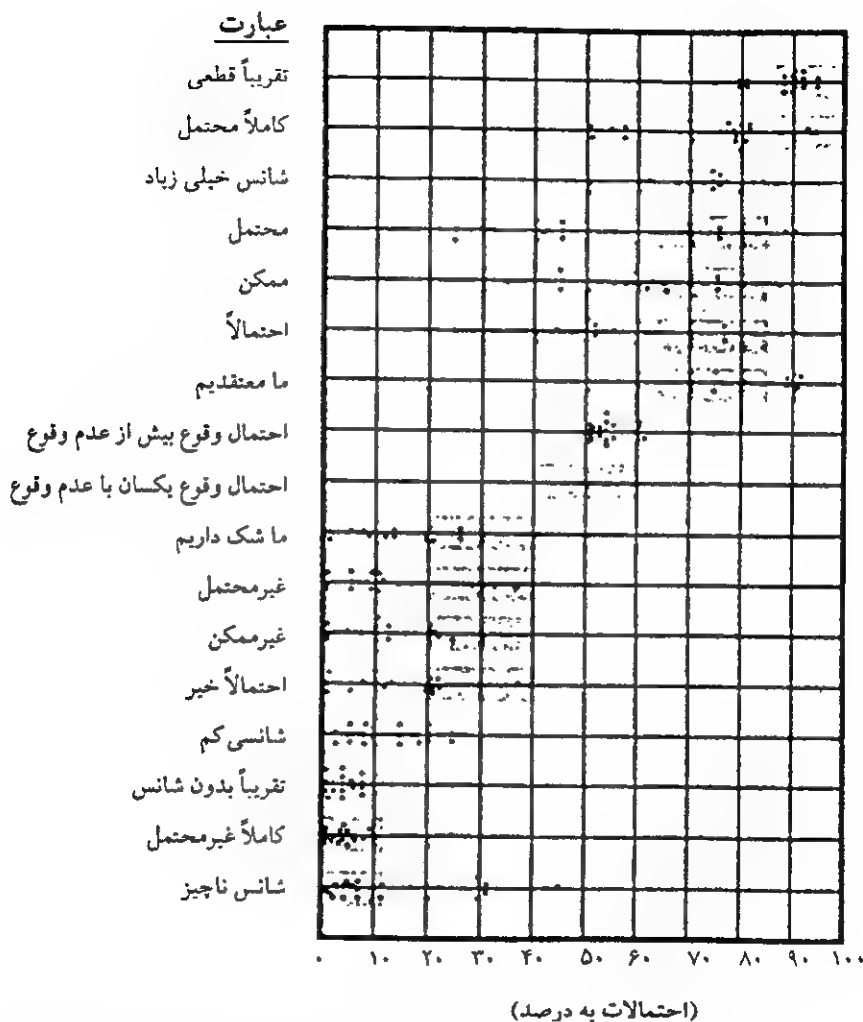 عبارت
تقریباً قطعی
کاملاً محتمل
شانس خیلی زیاد
محتمل
ممکن
احتمالاً
ما معتقدیم
احتمال وقوع بیش از عدم وقوع
احتمال وقوع یکسان با عدم وقوع
ما شک داریم
غیرمحتمل
غیرممکن
احتمالاً خیر
شانسی کم
تقریباً بدون شانس
کاملاً غیرمحتمل
شانس ناچیز
۰ ۱۰ ۲۰ ۳۰ ۴۰ ۵۰ ۶۰ ۷۰ ۸۰ ۹۰ ۱۰۰
(احتمالات به درصد)